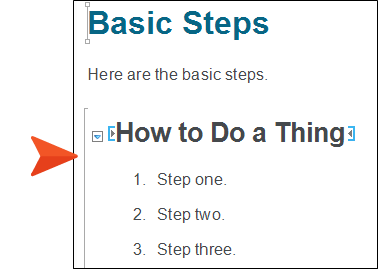 Basic Steps
Here are the basic steps.
How to Do a Thing
1. Step one.
2. Step two.
3. Step three.